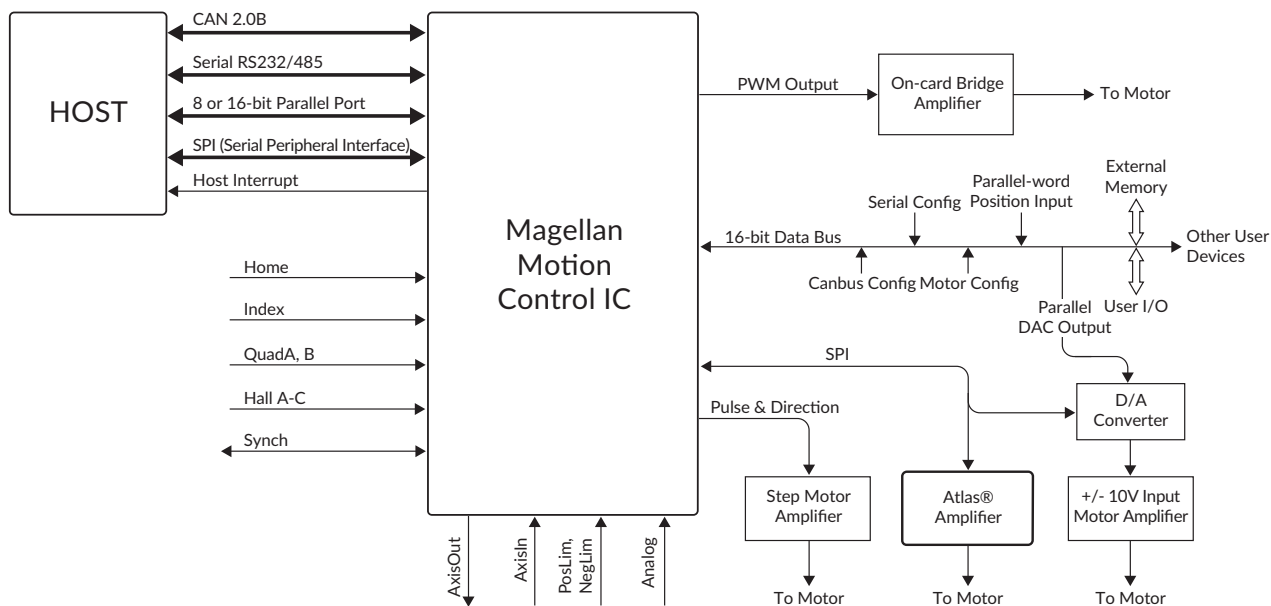 CAN 2.0B
Serial RS232/485
8 or 16-bit Parallel Port
SPI (Serial Peripheral Interface)
Host Interrupt
HOST
Home
Index
QuadA, B
Hall A-C
Synch
Magellan
Motion
Control IC
AxisOut
AxisIn
PosLim,
NegLim
Analog
PWM Output
On-card Bridge
Amplifier
To Motor
Serial Config
Parallel-word
Position Input
External
Memory
16-bit Data Bus
Other User
Devices
Canbus Config
Motor Config
User I/O
Parallel
DAC Output
SPI
D/A
Converter
Pulse & Direction
Step Motor
Amplifier
Atlas®
Amplifier
+/- 10V Input
Motor Amplifier
To Motor
To Motor
To Motor